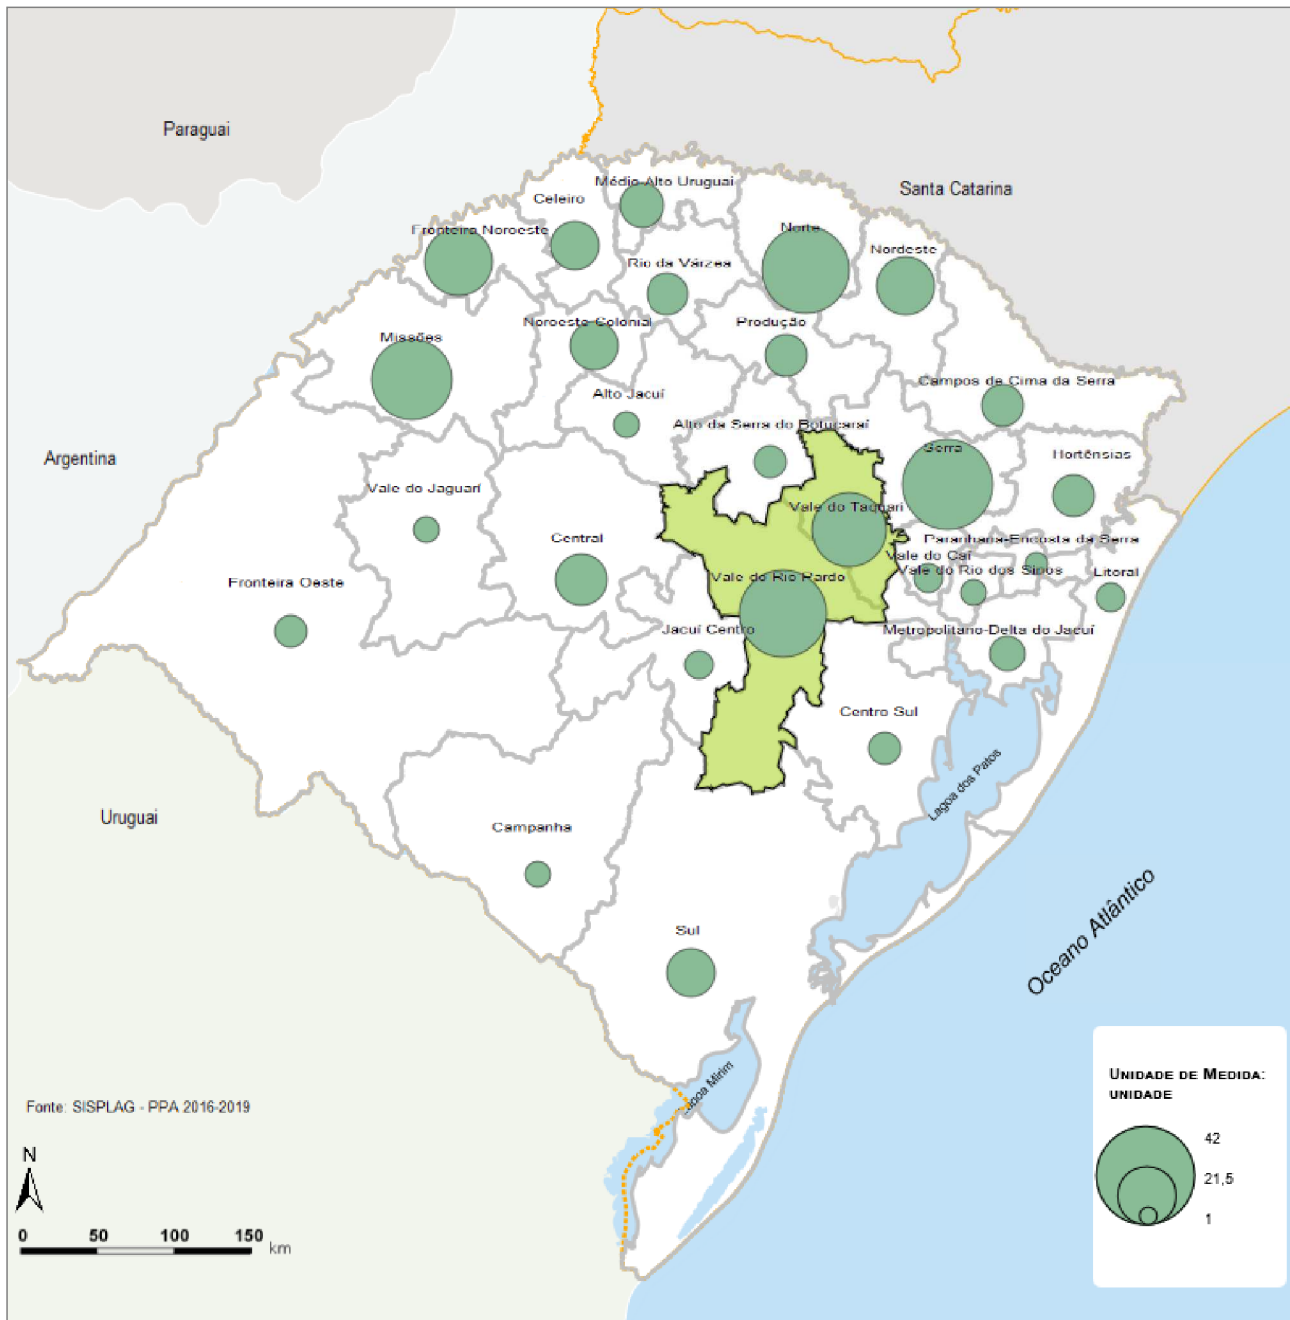 Paraguai
Santa Catarina
Médio Alto Uruguai
Celeiro
Fronteira Noroeste
Norte
Nordeste
Rio da Várzea
Noroeste Colonial
Produção
Missões
Campos de Cima da Serra
Alto Jacuí
Alto da Serra do Botucaraí
Argentina
Serra
Hortênsias
Vale do Jaguarí
Vale do Taquari
Central
Paranhana-Encosta da Serra
Vale do Caí
Vale do Rio dos Sinos
Litoral
Fronteira Oeste
Vale do Rio Pardo
Jacuí Centro
Metropolitano-Delta do Jacuí
Centro Sul
Lagoa dos Patos
Uruguai
Campanha
Oceano Atlântico
Sul
Lagoa Mirim
Fonte: SISPLAG - PPA 2016-2019
N
0 50 100 150
km
UNIDADE DE MEDIDA:
UNIDADE
42
21,5
1